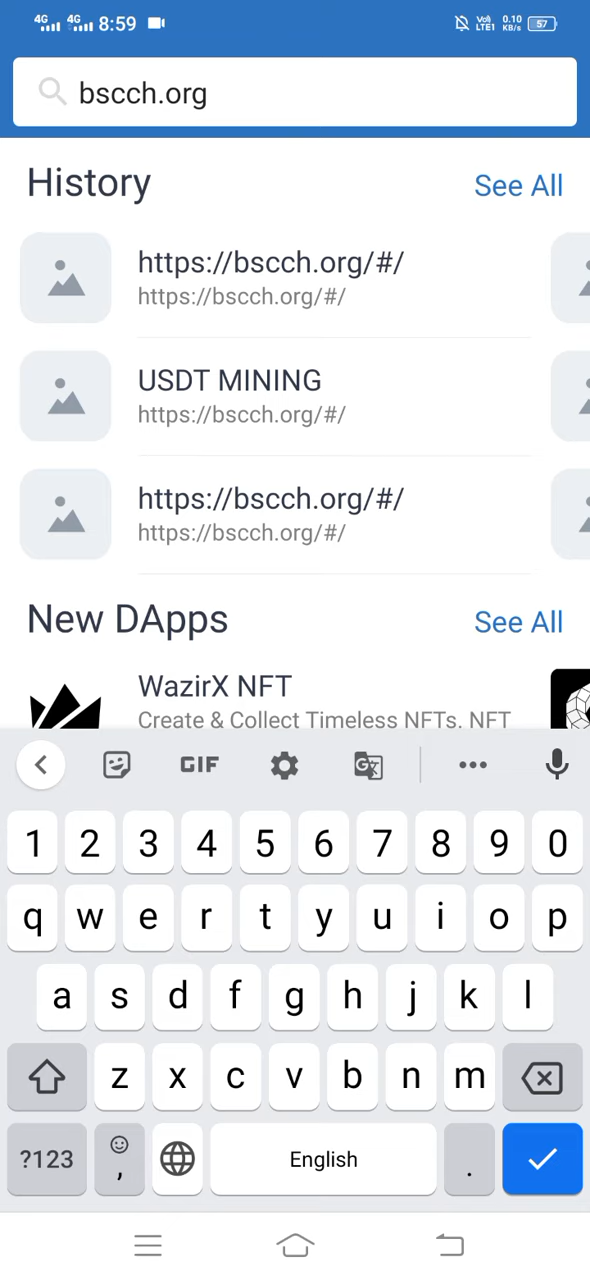 4G 4G 8:59 Vo) LTE1 0.10 KB/s 57
bscch.org
History See All
https://bscch.org/#/
https://bscch.org/#/
USDT MINING
https://bscch.org/#/
https://bscch.org/#/
https://bscch.org/#/
New DApps See All
WazirX NFT
Create & Collect Timeless NFTs. NFT
GIF G
1 2 3 4 5 6 7 8 9 0
q w e r t y u i o p
a s d f g h j k l
z x c v b n m
?123 , English .